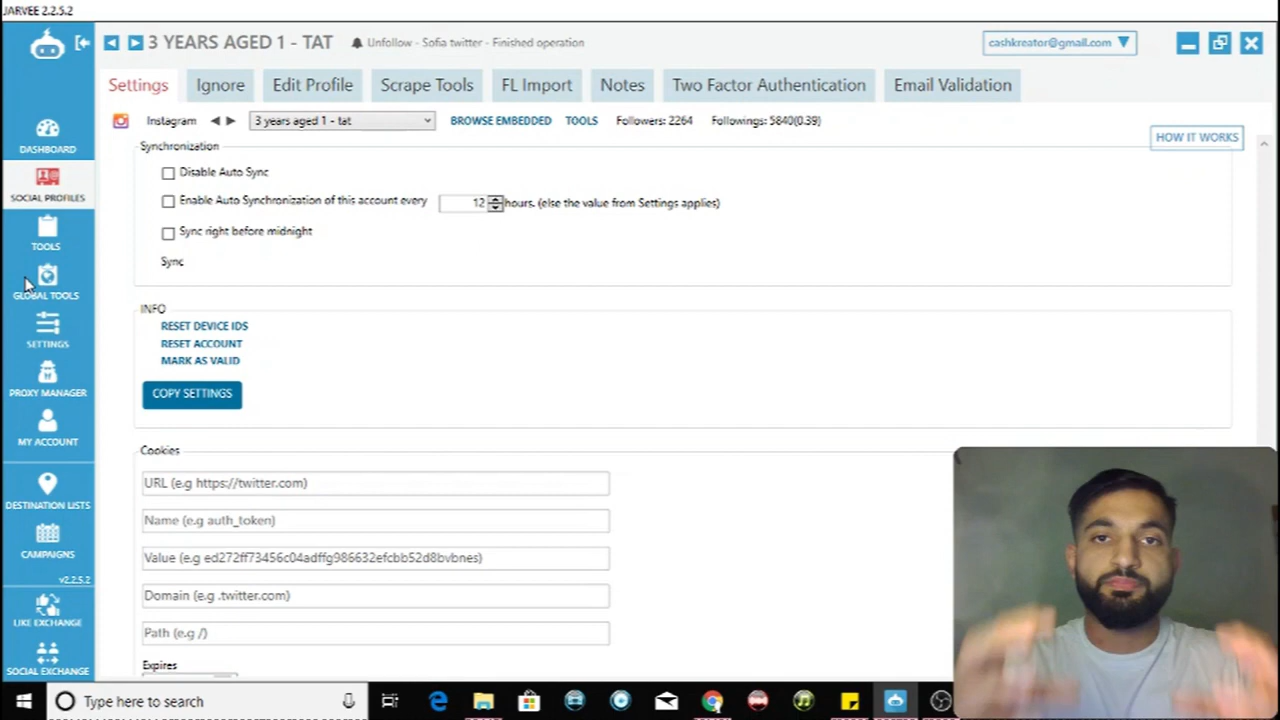 JARVEE 2.2.5.2
3 YEARS AGED 1 - TAT
Unfollow - Sofia twitter - Finished operation
cashkreator@gmail.com
Settings
Ignore
Edit Profile
Scrape Tools
FL Import
Notes
Two Factor Authentication
Email Validation
Instagram
3 years aged 1 - tat
BROWSE EMBEDDED
TOOLS
Followers: 2264
Followings: 5840(0.39)
HOW IT WORKS
DASHBOARD
SOCIAL PROFILES
TOOLS
GLOBAL TOOLS
SETTINGS
PROXY MANAGER
MY ACCOUNT
DESTINATION LISTS
CAMPAIGNS
v2.2.5.2
LIKE EXCHANGE
SOCIAL EXCHANGE
Synchronization
Disable Auto Sync
Enable Auto Synchronization of this account every 12 hours. (else the value from Settings applies)
Sync right before midnight
Sync
INFO
RESET DEVICE IDS
RESET ACCOUNT
MARK AS VALID
COPY SETTINGS
Cookies
URL (e.g https://twitter.com)
Name (e.g auth_token)
Value (e.g ed272ff73456c04adffg986632efcbb52d8bvbnes)
Domain (e.g .twitter.com)
Path (e.g /)
Expires
Type here to search